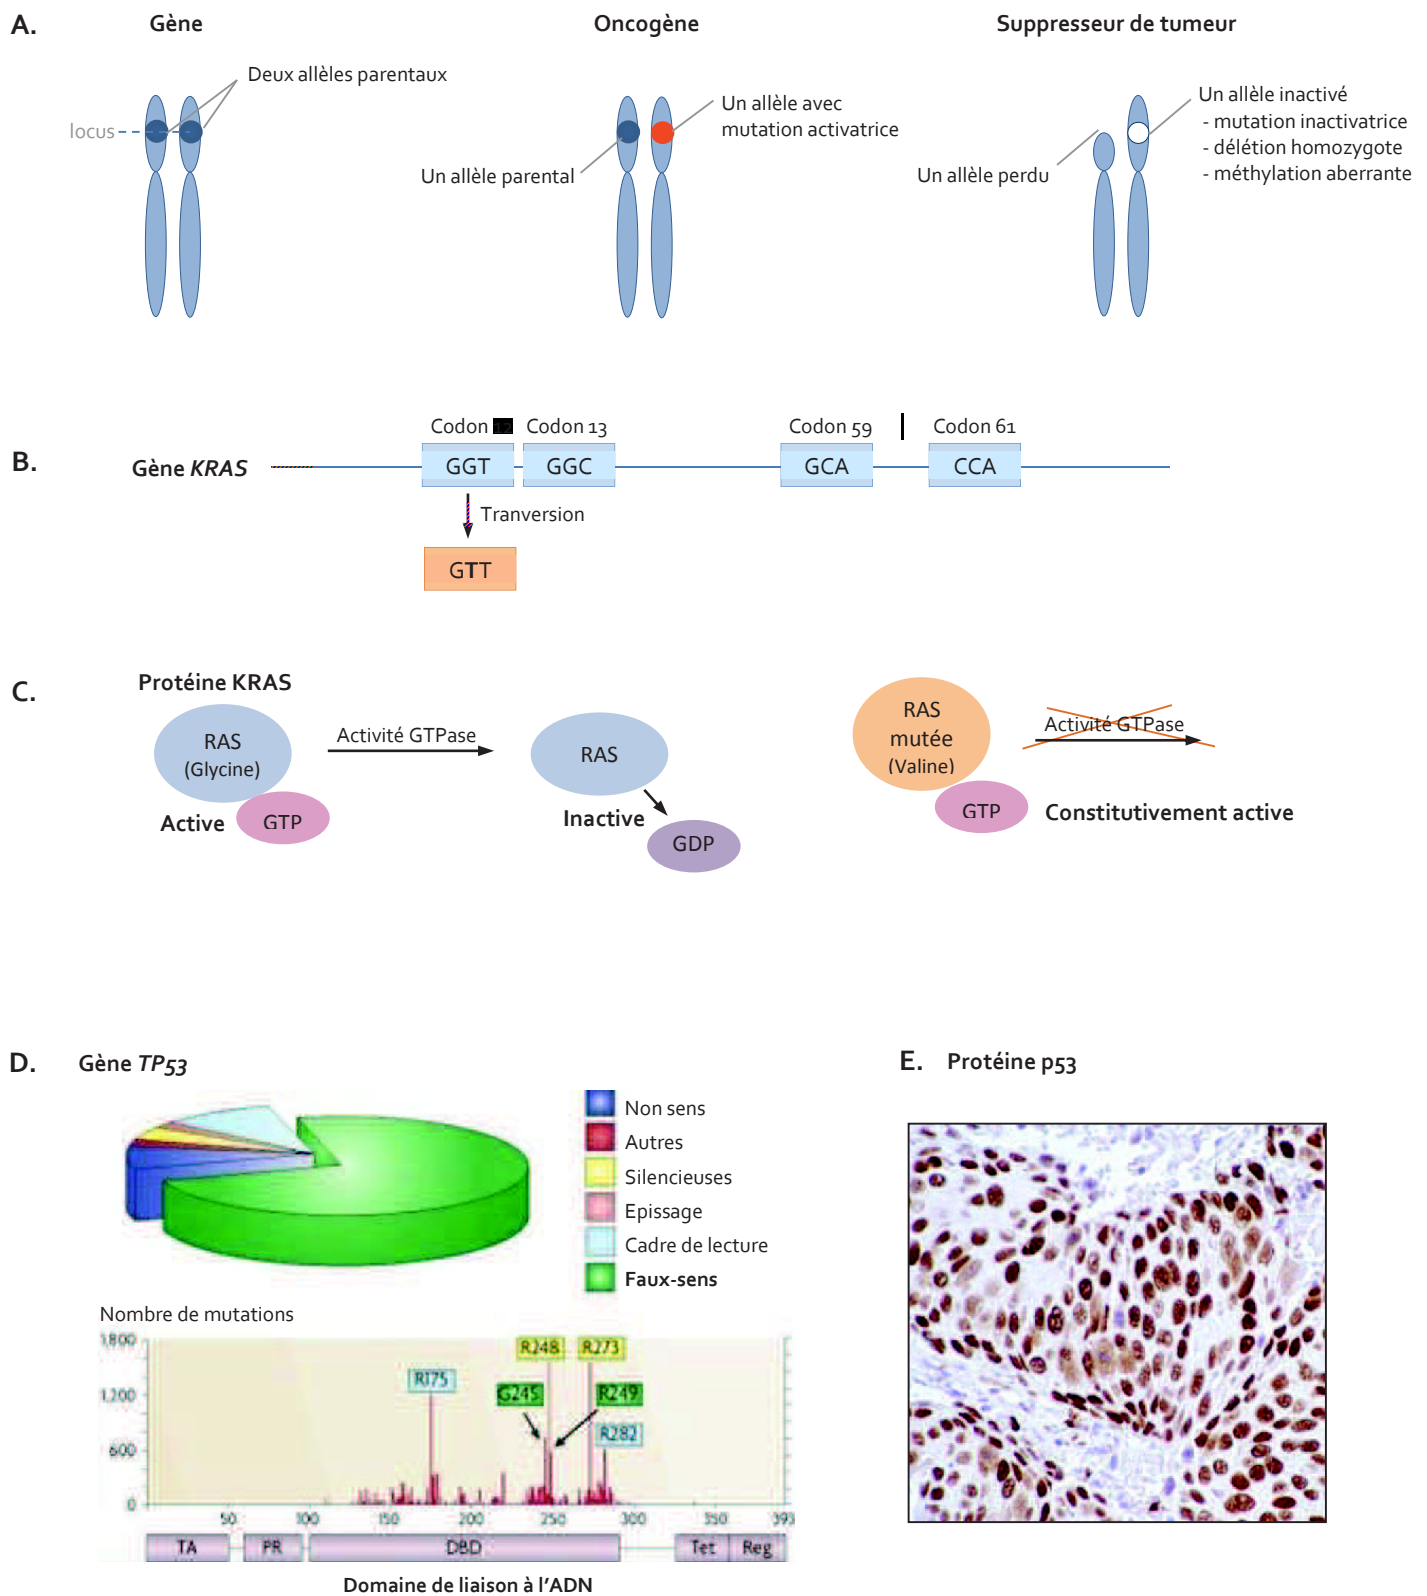 A.
Gène
Oncogène
Suppresseur de tumeur
Deux allèles parentaux
locus
Un allèle avec
mutation activatrice
Un allèle parental
Un allèle inactivé
- mutation inactivatrice
- délétion homozygote
- méthylation aberrante
Un allèle perdu
B.
Gène KRAS
Codon 12
Codon 13
Codon 59
Codon 61
GGT
GGC
GCA
CCA
Tranversion
GTT
C.
Protéine KRAS
RAS
(Glycine)
Active
GTP
Activité GTPase
RAS
Inactive
GDP
RAS
mutée
(Valine)
GTP
Activité GTPase
Constitutivement active
D.
Gène TP53
Non sens
Autres
Silencieuses
Epissage
Cadre de lecture
Faux-sens
Nombre de mutations
1,800
1,200
600
0
R175
R248
R273
G245
R249
R282
50
100
150
200
250
300
350
393
TA
PR
DBD
Tet
Reg
Domaine de liaison à l'ADN
E.
Protéine p53